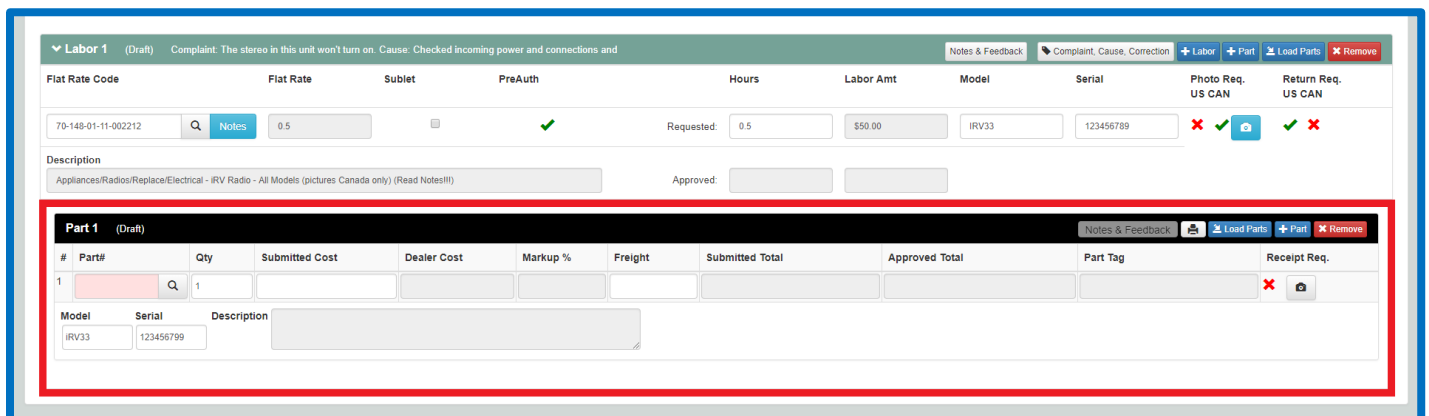 Labor 1 (Draft) Complaint: The stereo in this unit won't turn on. Cause: Checked incoming power and connections and Notes & Feedback Complaint, Cause, Correction + Labor + Part Load Parts × Remove
Flat Rate Code Flat Rate Sublet PreAuth Hours Labor Amt Model Serial Photo Req. Return Req.
US CAN US CAN
70-148-01-11-002212 Notes 0.5 Requested: 0.5 $50.00 IRV33 123456789
Description
Appliances/Radios/Replace/Electrical - iRV Radio - All Models (pictures Canada only) (Read Notes!!!) Approved:
Part 1 (Draft) Notes & Feedback Load Parts + Part × Remove
# Part# Qty Submitted Cost Dealer Cost Markup % Freight Submitted Total Approved Total Part Tag Receipt Req.
1 1
Model Serial Description
iRV33 123456799